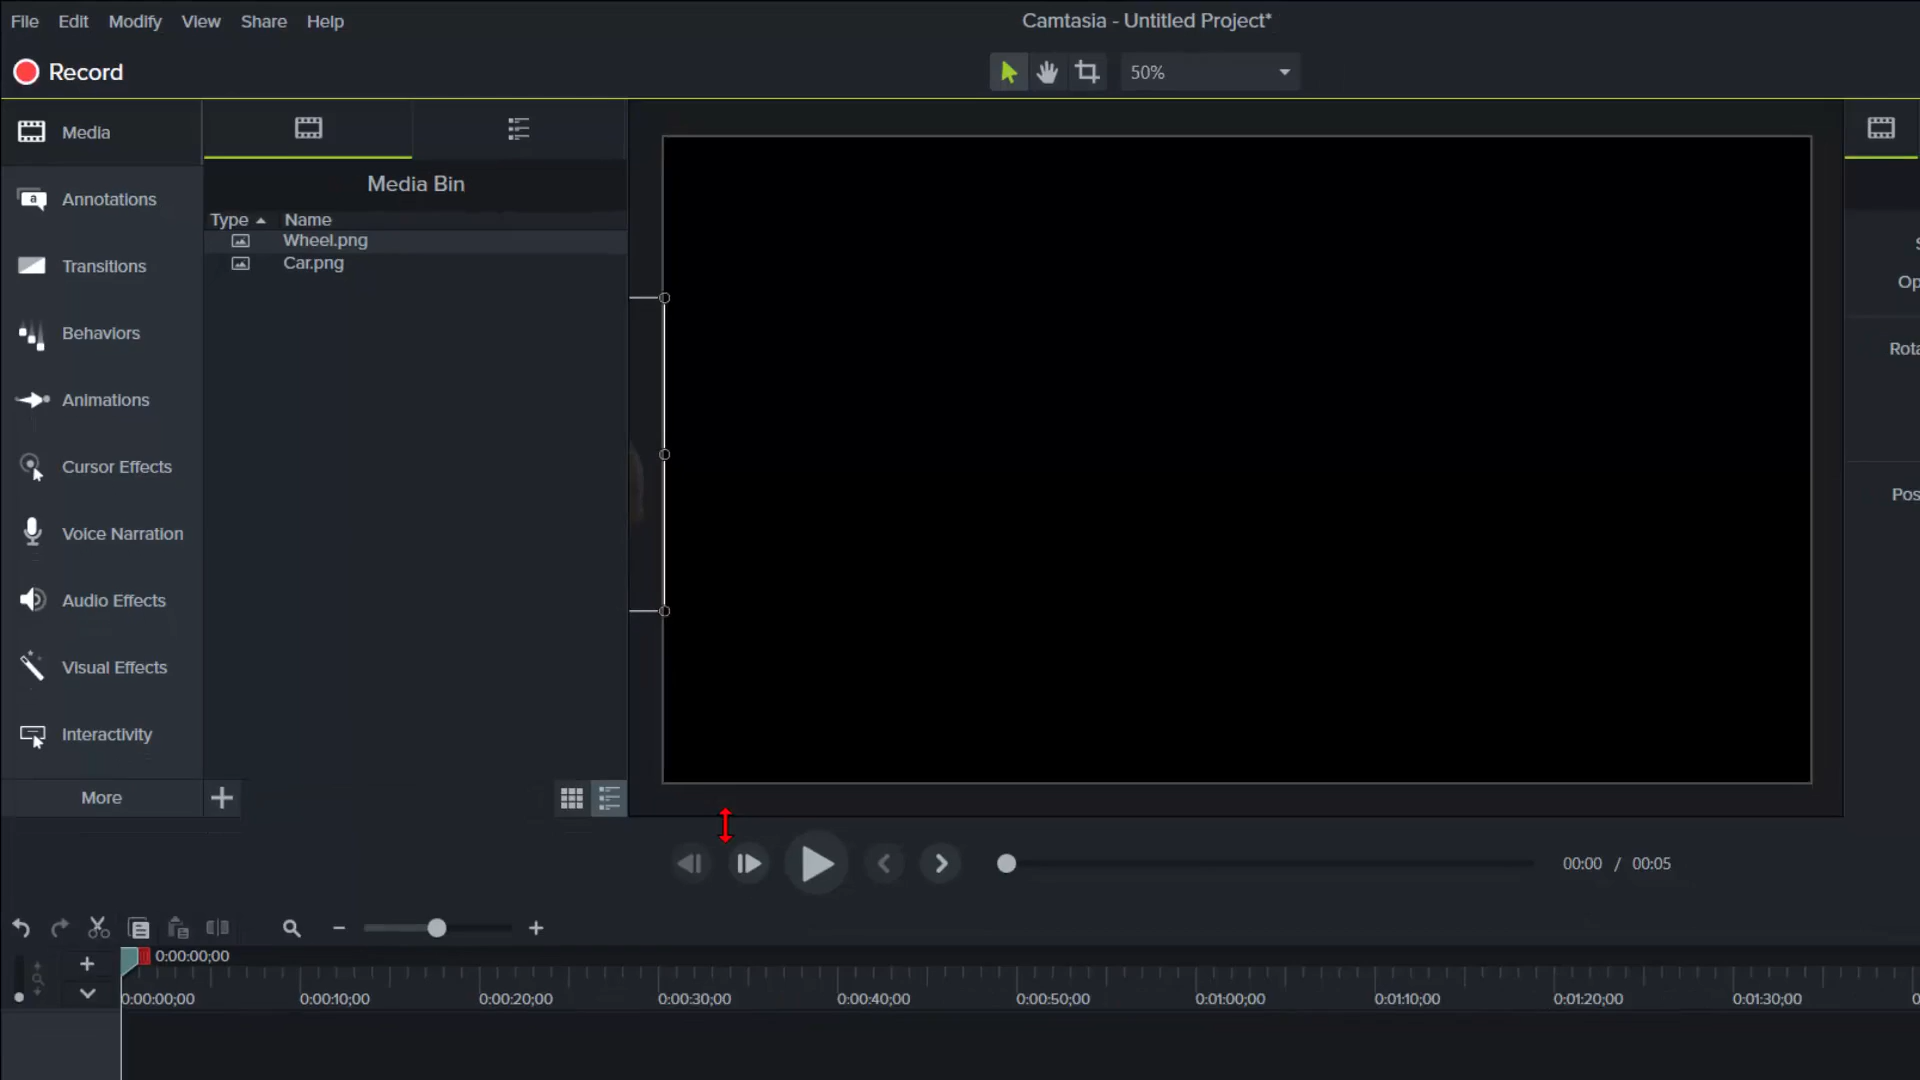 File Edit Modify View Share Help
Camtasia - Untitled Project*
Record
50%
Media
Media Bin
Type Name
Wheel.png
Car.png
Annotations
Transitions
Behaviors
Animations
Cursor Effects
Voice Narration
Audio Effects
Visual Effects
Interactivity
More
S
Op
Rota
Pos
00:00 / 00:05
0:00:00;00
0:00:00;00 0:00:10;00 0:00:20;00 0:00:30;00 0:00:40;00 0:00:50;00 0:01:00;00 0:01:10;00 0:01:20;00 0:01:30;00 0